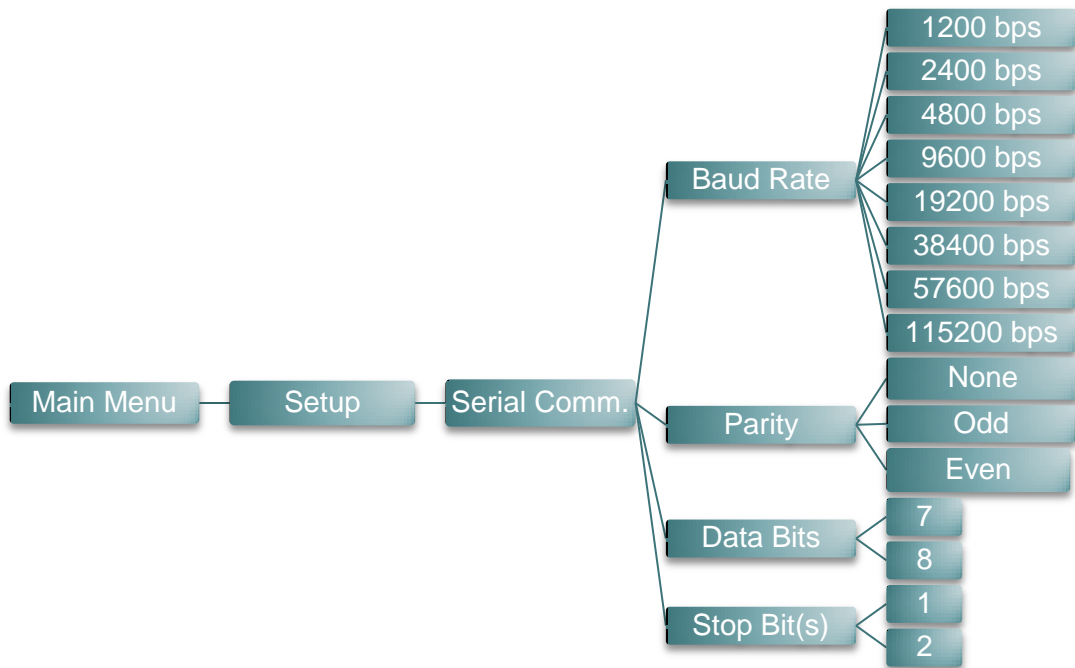 Main Menu
Setup
Serial Comm.
Baud Rate
1200 bps
2400 bps
4800 bps
9600 bps
19200 bps
38400 bps
57600 bps
115200 bps
Parity
None
Odd
Even
Data Bits
7
8
Stop Bit(s)
1
2